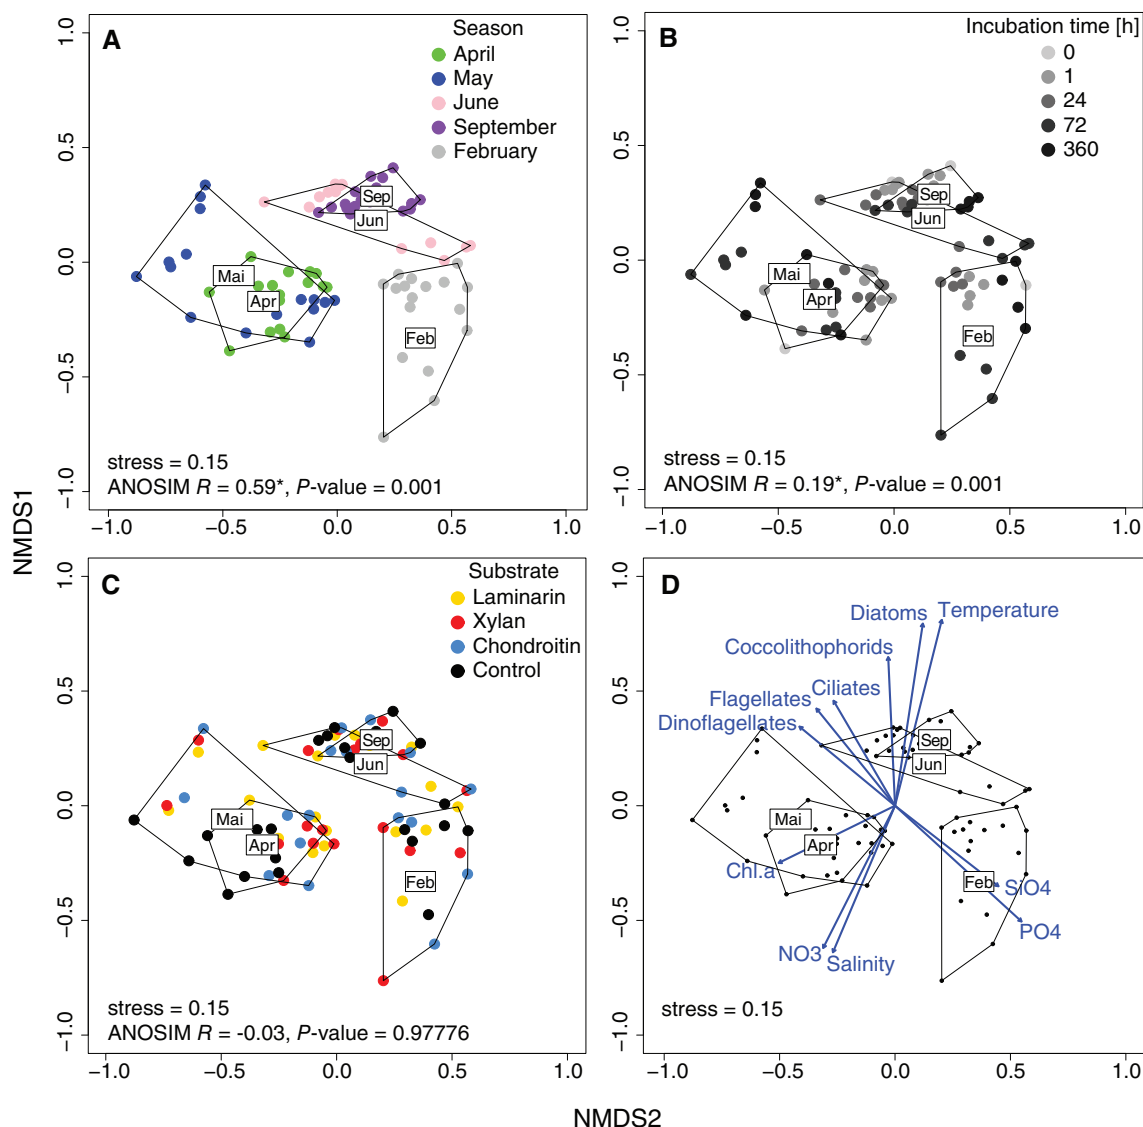 A
Season
April
May
June
September
February
1.0
0.5
0.0
−0.5
−1.0
Sep
Jun
Mai
Apr
Feb
stress = 0.15
ANOSIM R = 0.59*, P-value = 0.001
−1.0 −0.5 0.0 0.5 1.0
B
Incubation time [h]
0
1
24
72
360
1.0
0.5
0.0
−0.5
−1.0
Sep
Jun
Mai
Apr
Feb
stress = 0.15
ANOSIM R = 0.19*, P-value = 0.001
−1.0 −0.5 0.0 0.5 1.0
NMDS1
C
Substrate
Laminarin
Xylan
Chondroitin
Control
1.0
0.5
0.0
−0.5
−1.0
Sep
Jun
Mai
Apr
Feb
stress = 0.15
ANOSIM R = -0.03, P-value = 0.97776
−1.0 −0.5 0.0 0.5 1.0
D
Diatoms
Temperature
Coccolithophorids
Ciliates
Flagellates
Dinoflagellates
1.0
0.5
0.0
−0.5
−1.0
Sep
Jun
Mai
Apr
Chl.a
Feb
SiO4
PO4
NO3
Salinity
stress = 0.15
−1.0 −0.5 0.0 0.5 1.0
NMDS2